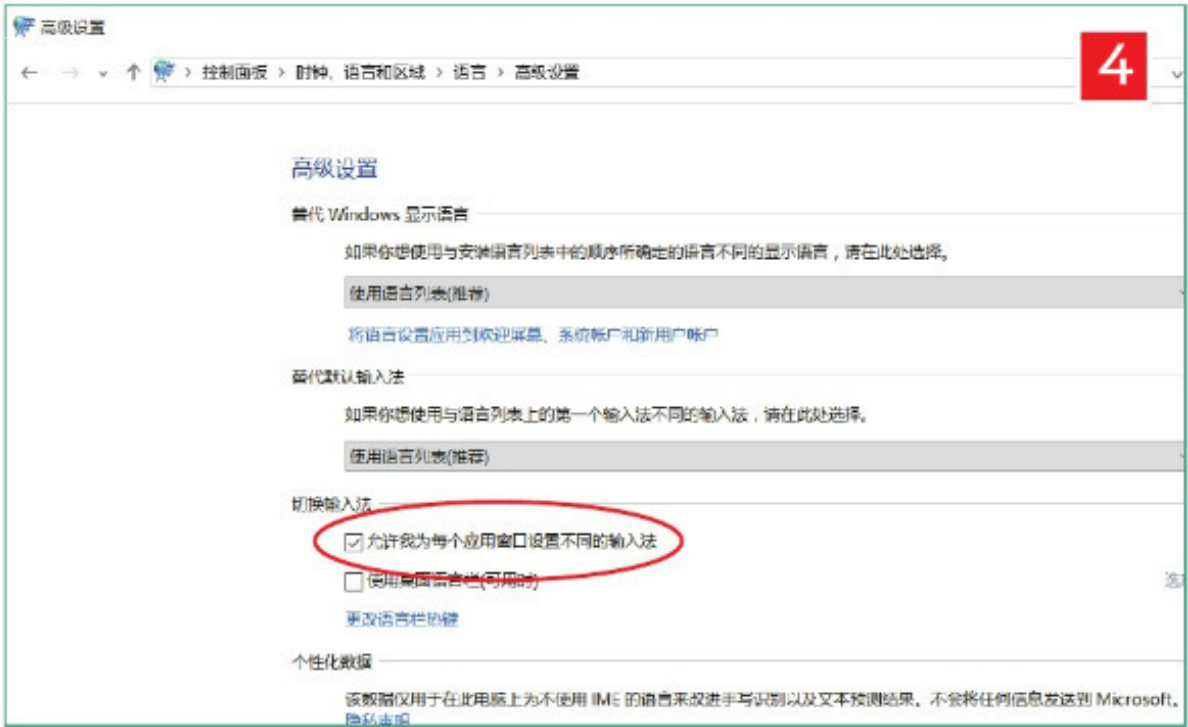 高级设置
控制面板 > 时钟、语言和区域 > 语言 > 高级设置
4
高级设置
替代 Windows 显示语言
如果你想使用与安装语言列表中的顺序所确定的语言不同的显示语言，请在此处选择。
使用语言列表(推荐)
将语言设置应用到欢迎屏幕、系统帐户和新用户帐户
替代默认输入法
如果你想使用与语言列表上的第一个输入法不同的输入法，请在此处选择。
使用语言列表(推荐)
切换输入法
允许我为每个应用窗口设置不同的输入法
使用桌面语言栏(可用时)
选
更改语言栏热键
个性化数据
该数据仅用于在此电脑上为不使用 IME 的语言来改进手写识别以及文本预测结果。不会将任何信息发送到 Microsoft。
隐私声明